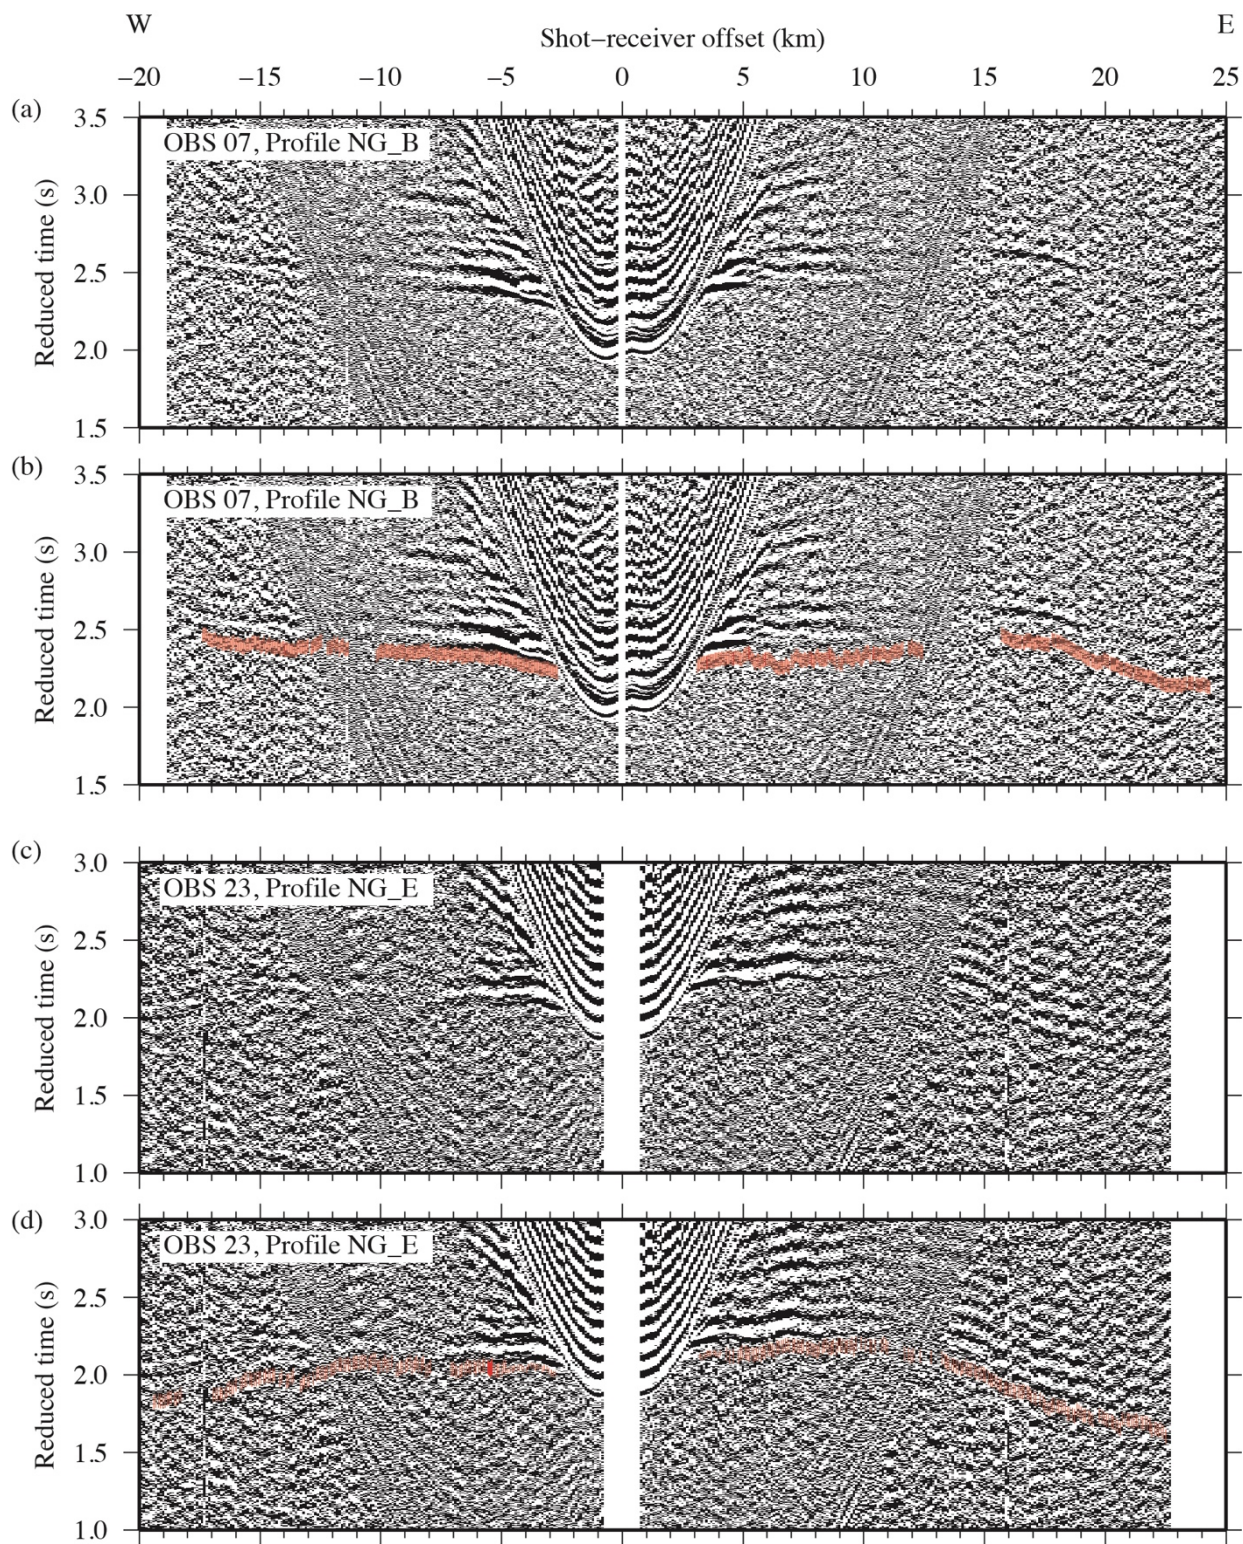 W E
Shot–receiver offset (km)
–20 –15 –10 –5 0 5 10 15 20 25
(a)
3.5
OBS 07, Profile NG_B
3.0
Reduced time (s)
2.5
2.0
1.5
(b)
3.5
OBS 07, Profile NG_B
3.0
Reduced time (s)
2.5
2.0
1.5
(c)
3.0
OBS 23, Profile NG_E
2.5
Reduced time (s)
2.0
1.5
1.0
(d)
3.0
OBS 23, Profile NG_E
2.5
Reduced time (s)
2.0
1.5
1.0